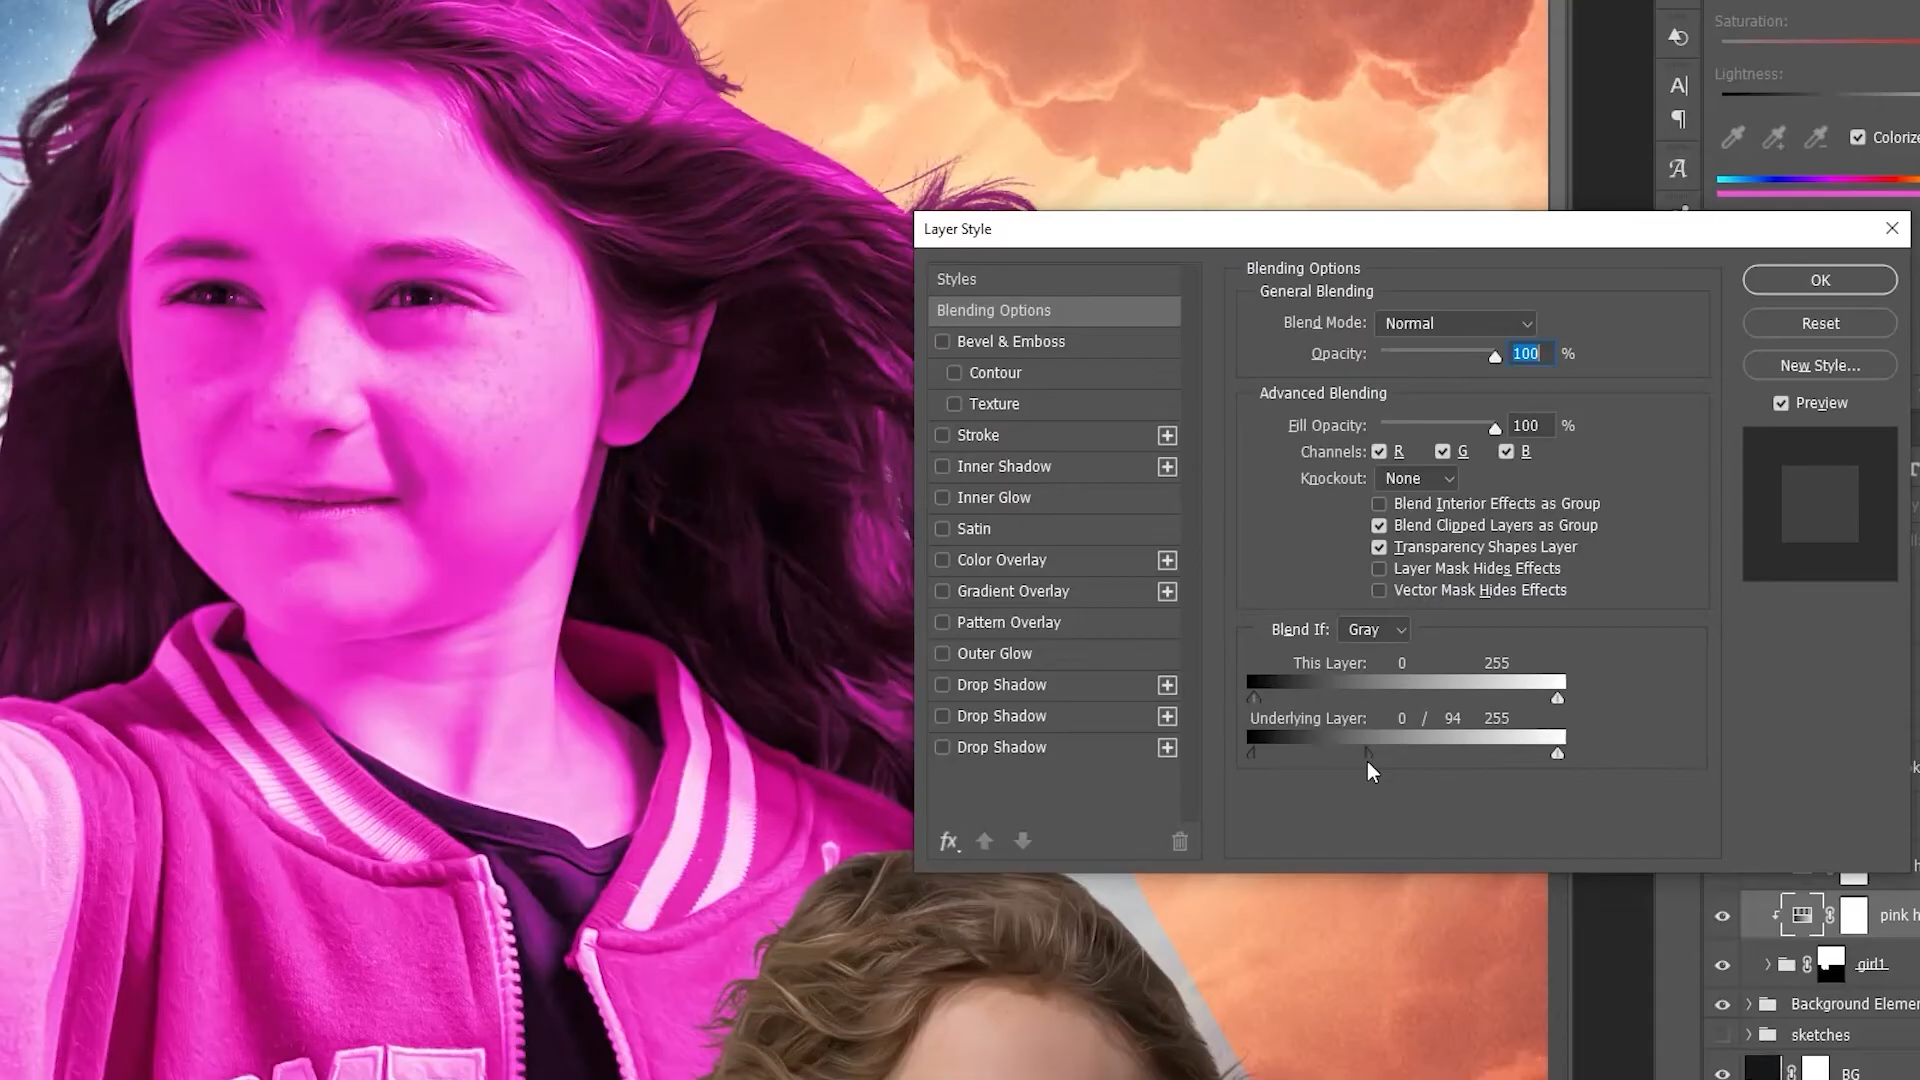 Saturation:
Lightness:
Colorize
Layer Style
Styles
Blending Options
Bevel & Emboss
Contour
Texture
Stroke
Inner Shadow
Inner Glow
Satin
Color Overlay
Gradient Overlay
Pattern Overlay
Outer Glow
Drop Shadow
Drop Shadow
Drop Shadow
fx
Blending Options
General Blending
Blend Mode: Normal
Opacity: 100 %
Advanced Blending
Fill Opacity: 100 %
Channels: R G B
Knockout: None
Blend Interior Effects as Group
Blend Clipped Layers as Group
Transparency Shapes Layer
Layer Mask Hides Effects
Vector Mask Hides Effects
Blend If: Gray
This Layer: 0 255
Underlying Layer: 0 / 94 255
OK
Reset
New Style...
Preview
pink h
girl1
Background Elemen
sketches
BG